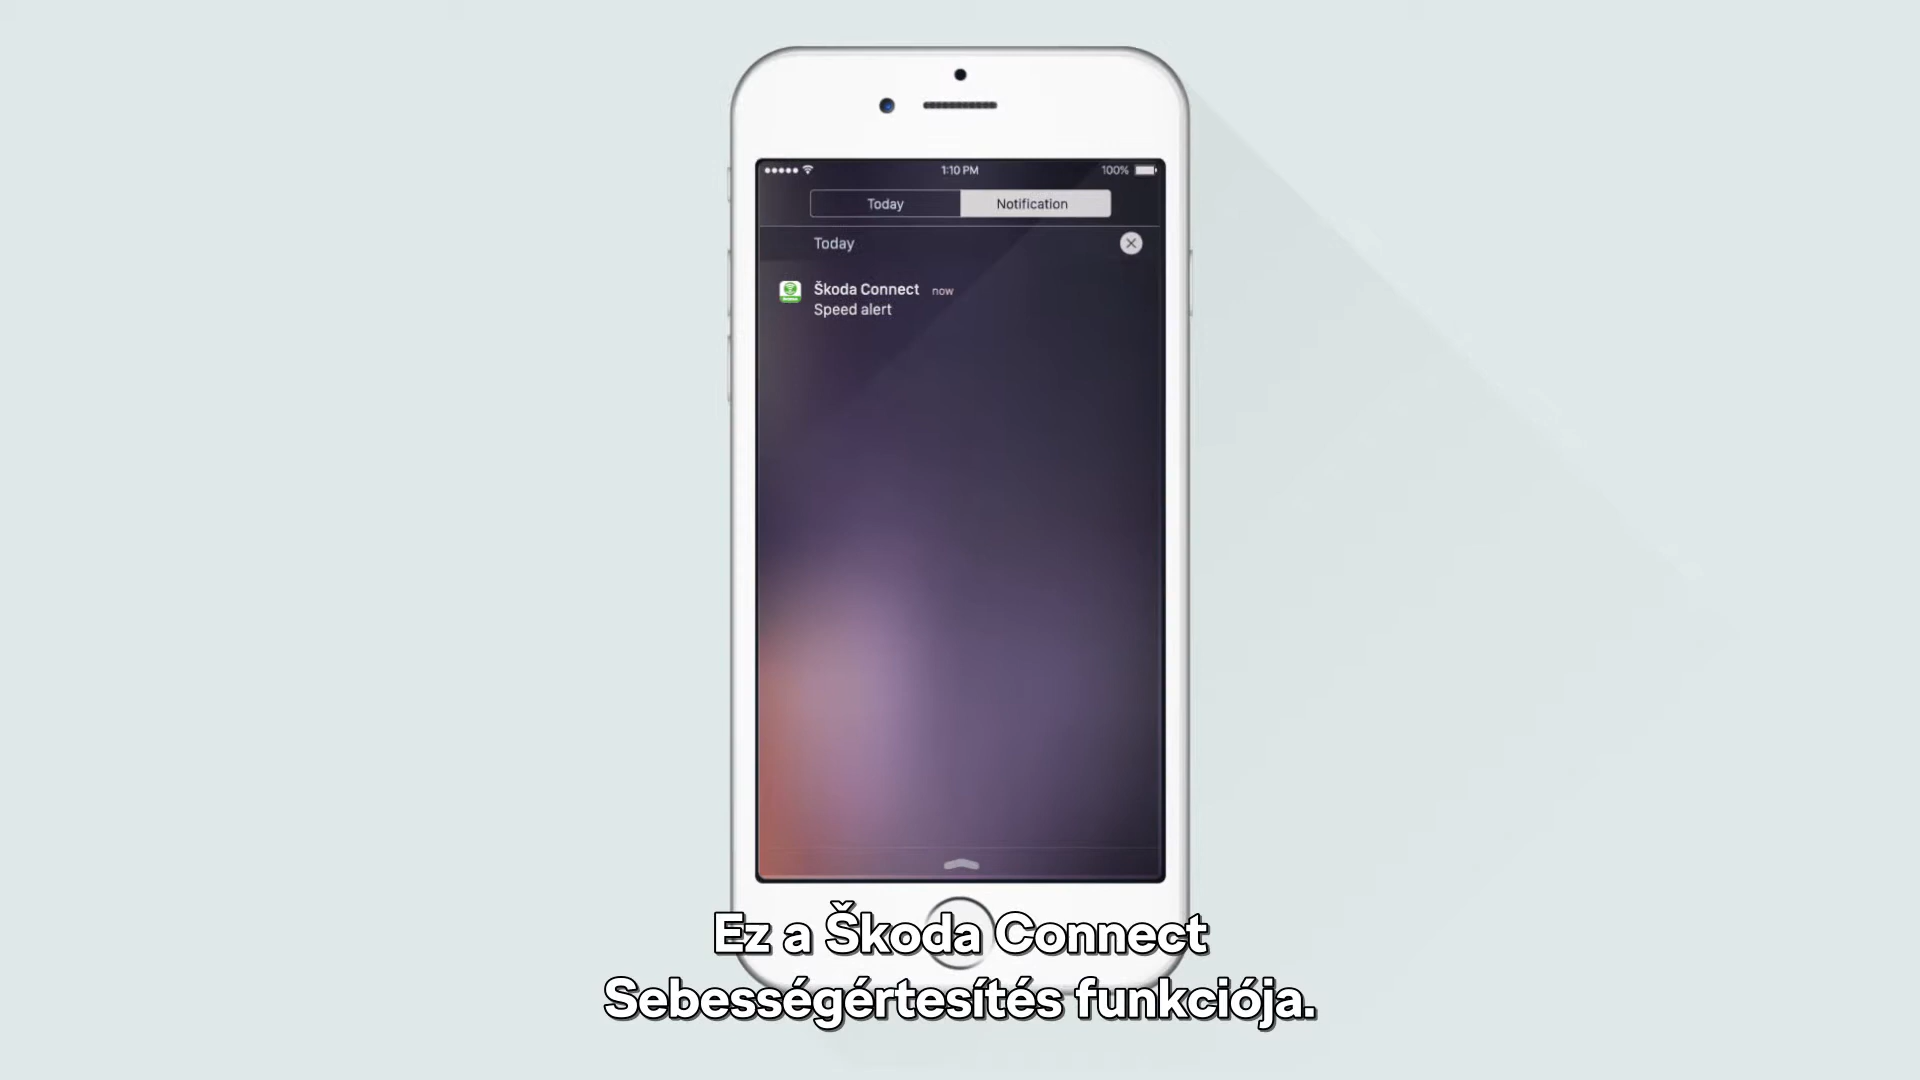 1:10 PM 100%
Today Notification
Today
Škoda Connect now
Speed alert
Ez a Škoda Connect
Sebességértesítés funkciója.